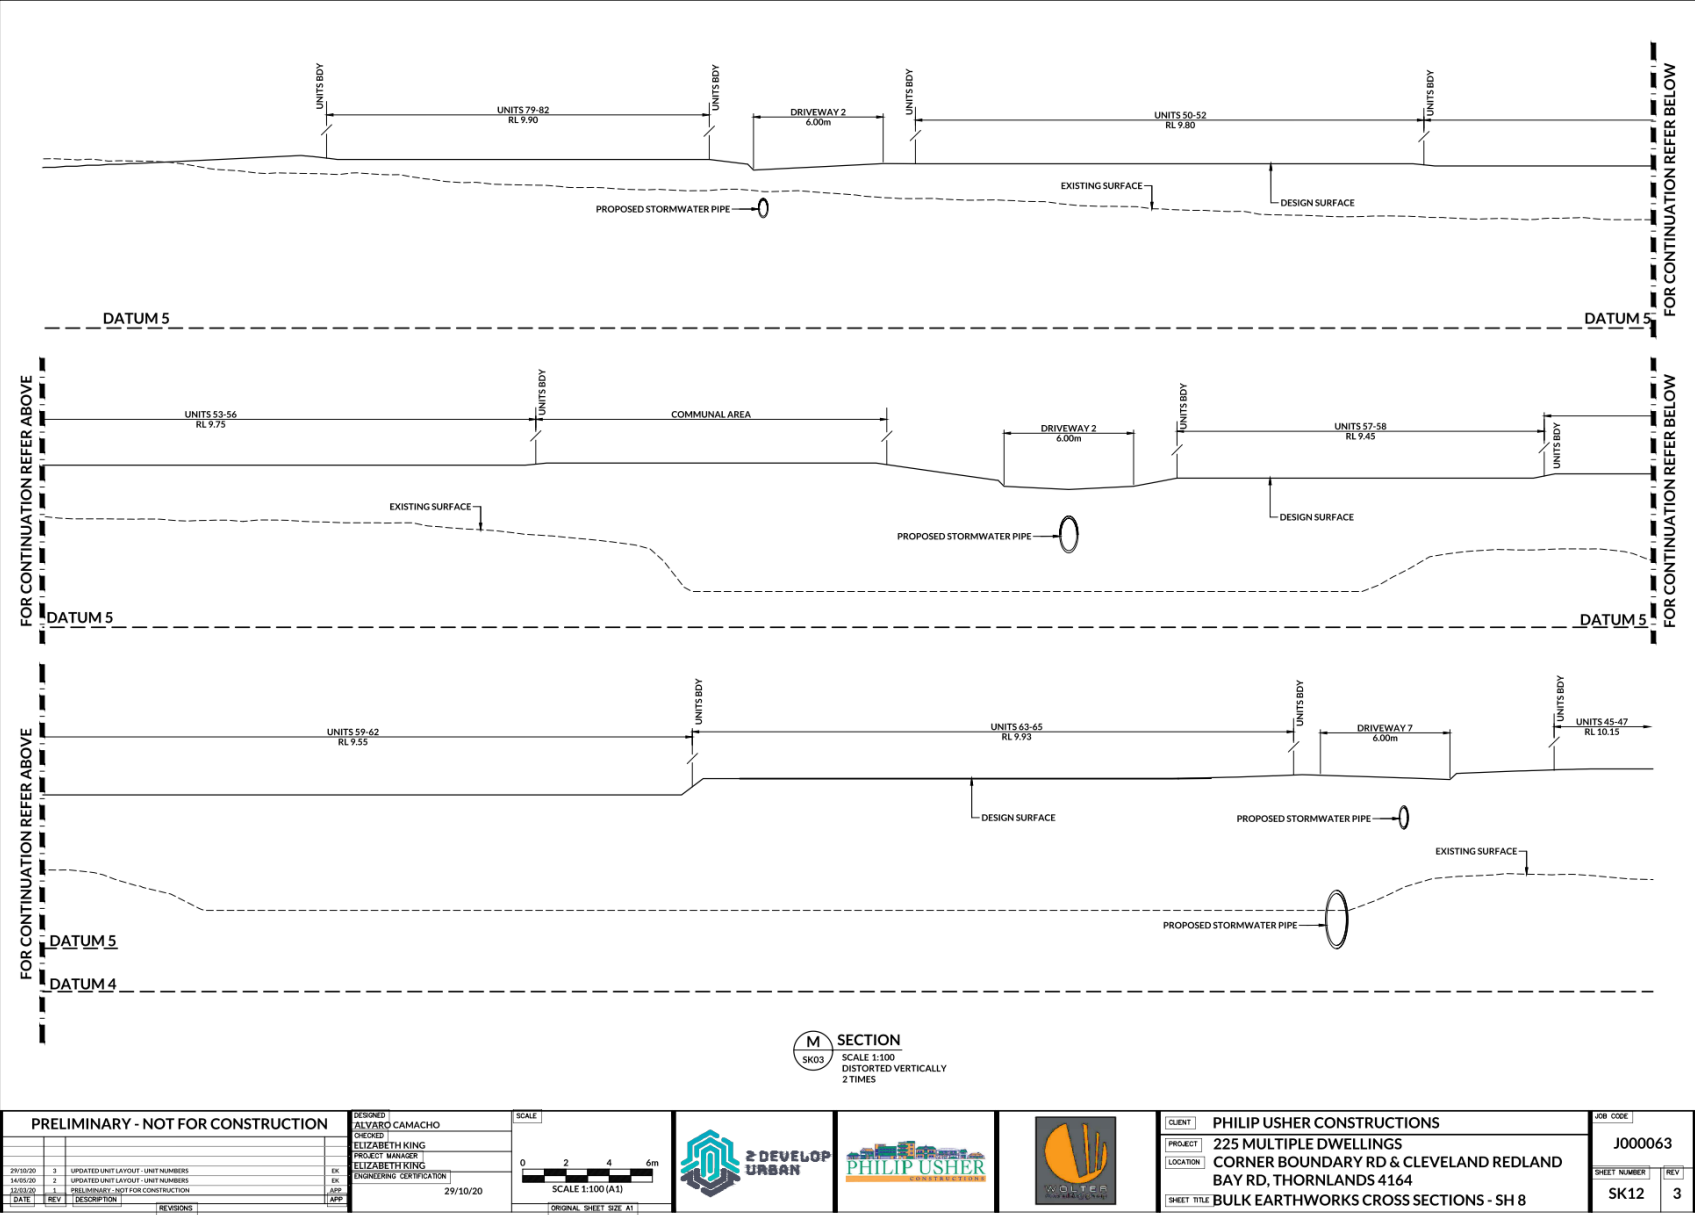 UNITS BDY
UNITS 79-82
RL 9.90
UNITS BDY
DRIVEWAY 2
6.00m
UNITS BDY
UNITS 50-52
RL 9.80
UNITS BDY
FOR CONTINUATION REFER BELOW
EXISTING SURFACE
PROPOSED STORMWATER PIPE
DESIGN SURFACE
DATUM 5
DATUM 5
FOR CONTINUATION REFER ABOVE
UNITS 53-56
RL 9.75
UNITS BDY
COMMUNAL AREA
DRIVEWAY 2
6.00m
UNITS BDY
UNITS 57-58
RL 9.45
UNITS BDY
FOR CONTINUATION REFER BELOW
EXISTING SURFACE
DESIGN SURFACE
PROPOSED STORMWATER PIPE
DATUM 5
DATUM 5
FOR CONTINUATION REFER ABOVE
UNITS 59-62
RL 9.55
UNITS BDY
UNITS 63-65
RL 9.93
UNITS BDY
DRIVEWAY 7
6.00m
UNITS BDY
UNITS 45-47
RL 10.15
DESIGN SURFACE
PROPOSED STORMWATER PIPE
EXISTING SURFACE
PROPOSED STORMWATER PIPE
DATUM 5
DATUM 4
M
SK03
SECTION
SCALE 1:100
DISTORTED VERTICALLY
2 TIMES
PRELIMINARY - NOT FOR CONSTRUCTION
29/10/20 3 UPDATED UNIT LAYOUT - UNIT NUMBERS EK
14/05/20 2 UPDATED UNIT LAYOUT - UNIT NUMBERS EK
12/03/20 1 PRELIMINARY - NOT FOR CONSTRUCTION APP
DATE REV DESCRIPTION APP
REVISIONS
DESIGNED
ALVARO CAMACHO
CHECKED
ELIZABETH KING
PROJECT MANAGER
ELIZABETH KING
ENGINEERING CERTIFICATION
29/10/20
SCALE
0 2 4 6m
SCALE 1:100 (A1)
ORIGINAL SHEET SIZE A1
2 DEVELOP
URBAN
PHILIP USHER
CONSTRUCTIONS
WOLTER
CLIENT PHILIP USHER CONSTRUCTIONS
PROJECT 225 MULTIPLE DWELLINGS
LOCATION CORNER BOUNDARY RD & CLEVELAND REDLAND
BAY RD, THORNLANDS 4164
SHEET TITLE BULK EARTHWORKS CROSS SECTIONS - SH 8
JOB CODE
J000063
SHEET NUMBER REV
SK12 3